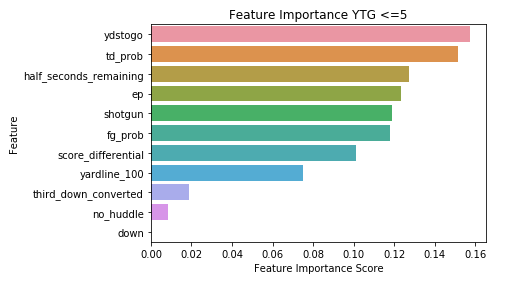 Feature Importance YTG <=5
ydstogo
td_prob
half_seconds_remaining
ep
shotgun
fg_prob
score_differential
yardline_100
third_down_converted
no_huddle
down
Feature
0.00 0.02 0.04 0.06 0.08 0.10 0.12 0.14 0.16
Feature Importance Score